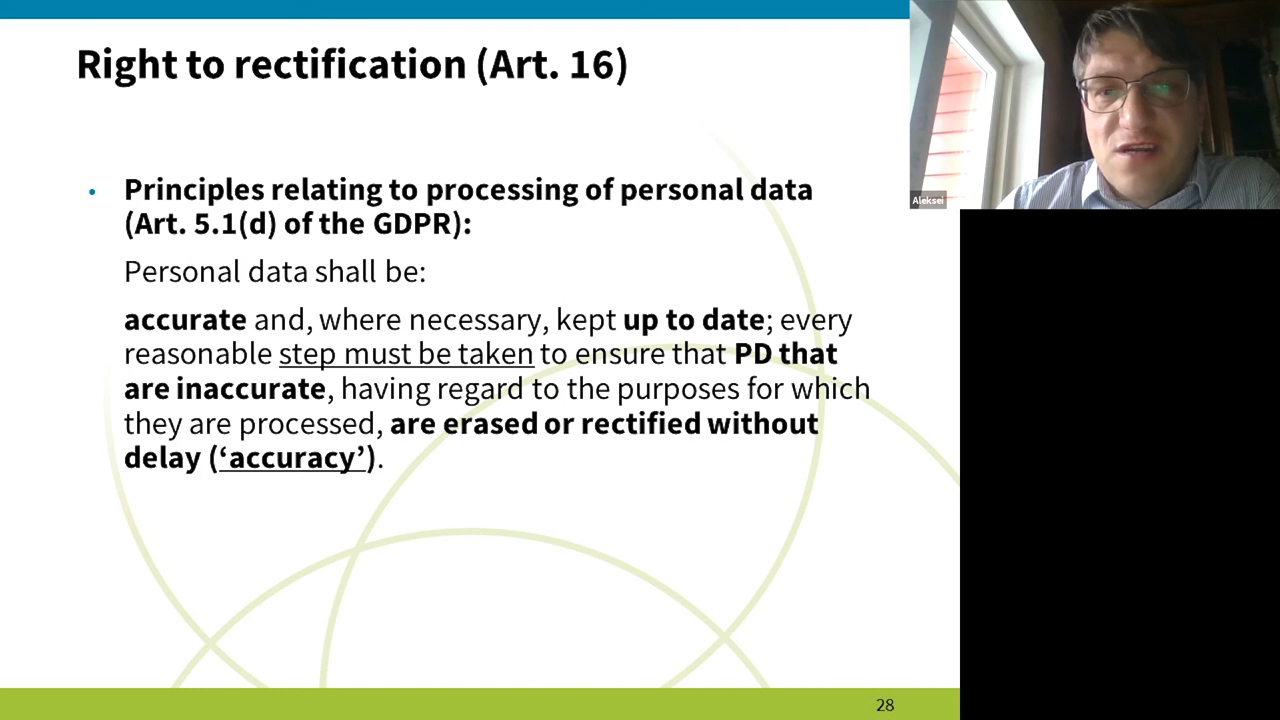 Right to rectification (Art. 16)
• Principles relating to processing of personal data
(Art. 5.1(d) of the GDPR):
Personal data shall be:
accurate and, where necessary, kept up to date; every
reasonable step must be taken to ensure that PD that
are inaccurate, having regard to the purposes for which
they are processed, are erased or rectified without
delay (‘accuracy’).
28
Aleksei